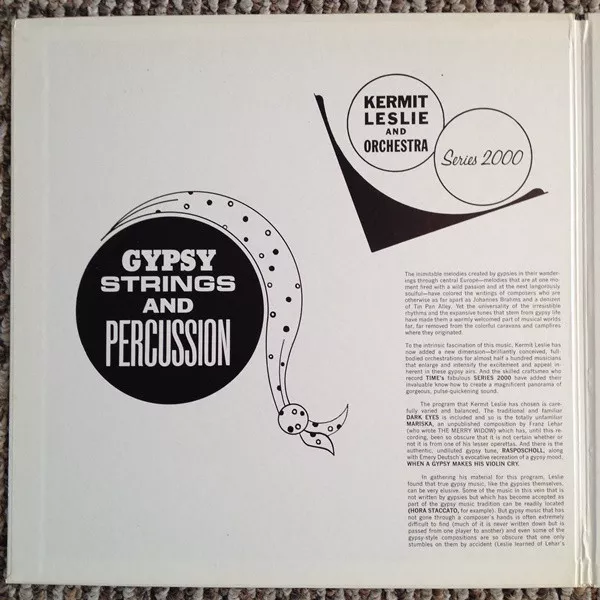 KERMIT
LESLIE
AND
ORCHESTRA
Series 2000
GYPSY
STRINGS
AND
PERCUSSION
The inimitable melodies created by gypsies in their wander-
ings through central Europe—melodies that are at one mo-
ment fired with a wild passion and at the next languorously
soulful—have colored the writings of composers who are
otherwise as far apart as Johannes Brahms and a denizen
of Tin Pan Alley. Yet the universality of the irresistible
rhythms and the expansive tunes that stem from gypsy life
have made them a warmly welcomed part of musical worlds
far, far removed from the colorful caravans and campfires
where they originated.
To the intrinsic fascination of this music, Kermit Leslie has
now added a new dimension—brilliantly conceived, full-
bodied orchestrations for almost half a hundred musicians
that enlarge and intensify the excitement and appeal in-
herent in these gypsy airs. And the skilled craftsmen who
record TIME's fabulous SERIES 2000 have added their
invaluable know-how to create a magnificent panorama of
gorgeous, pulse-quickening sound.
The program that Kermit Leslie has chosen is care-
fully varied and balanced. The traditional and familiar
DARK EYES is included and so is the totally unfamiliar
MARISKA, an unpublished composition by Franz Lehar
(who wrote THE MERRY WIDOW) which has, until this re-
cording, been so obscure that it is not certain whether or
not it is from one of his lesser operettas. And there is the
authentic, undiluted gypsy tune, RASPOSCHOLL, along
with Emery Deutsch's evocative recreation of a gypsy mood,
WHEN A GYPSY MAKES HIS VIOLIN CRY.
In gathering his material for this program, Leslie
found that true gypsy music, like the gypsies themselves,
can be very elusive. Some of the music in this vein that is
not written by gypsies but which has become accepted as
part of the gypsy music tradition can be readily located
(HORA STACCATO, for example). But gypsy music that has
not gone through a composer's hands is often extremely
difficult to find (much of it is never written down but is
passed from one player to another) and even some of the
gypsy-style compositions are so obscure that one only
stumbles on them by accident (Leslie learned of Lehar's